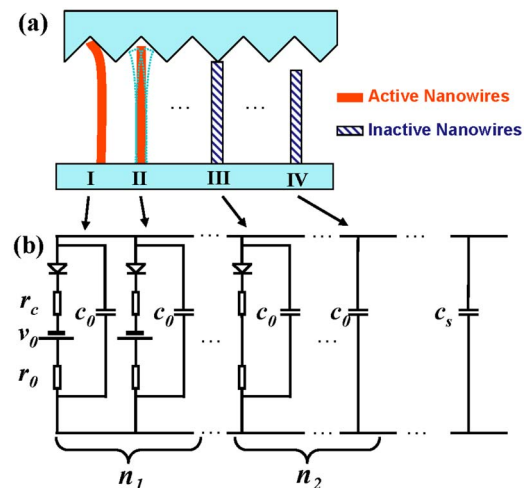 (a)
Active Nanowires
Inactive Nanowires
... ...
I II III IV
(b)
... ... ...
r_c c_0 c_0 c_0 c_0 c_s
v_0
... ...
r_0
... ... ...
n_1 n_2